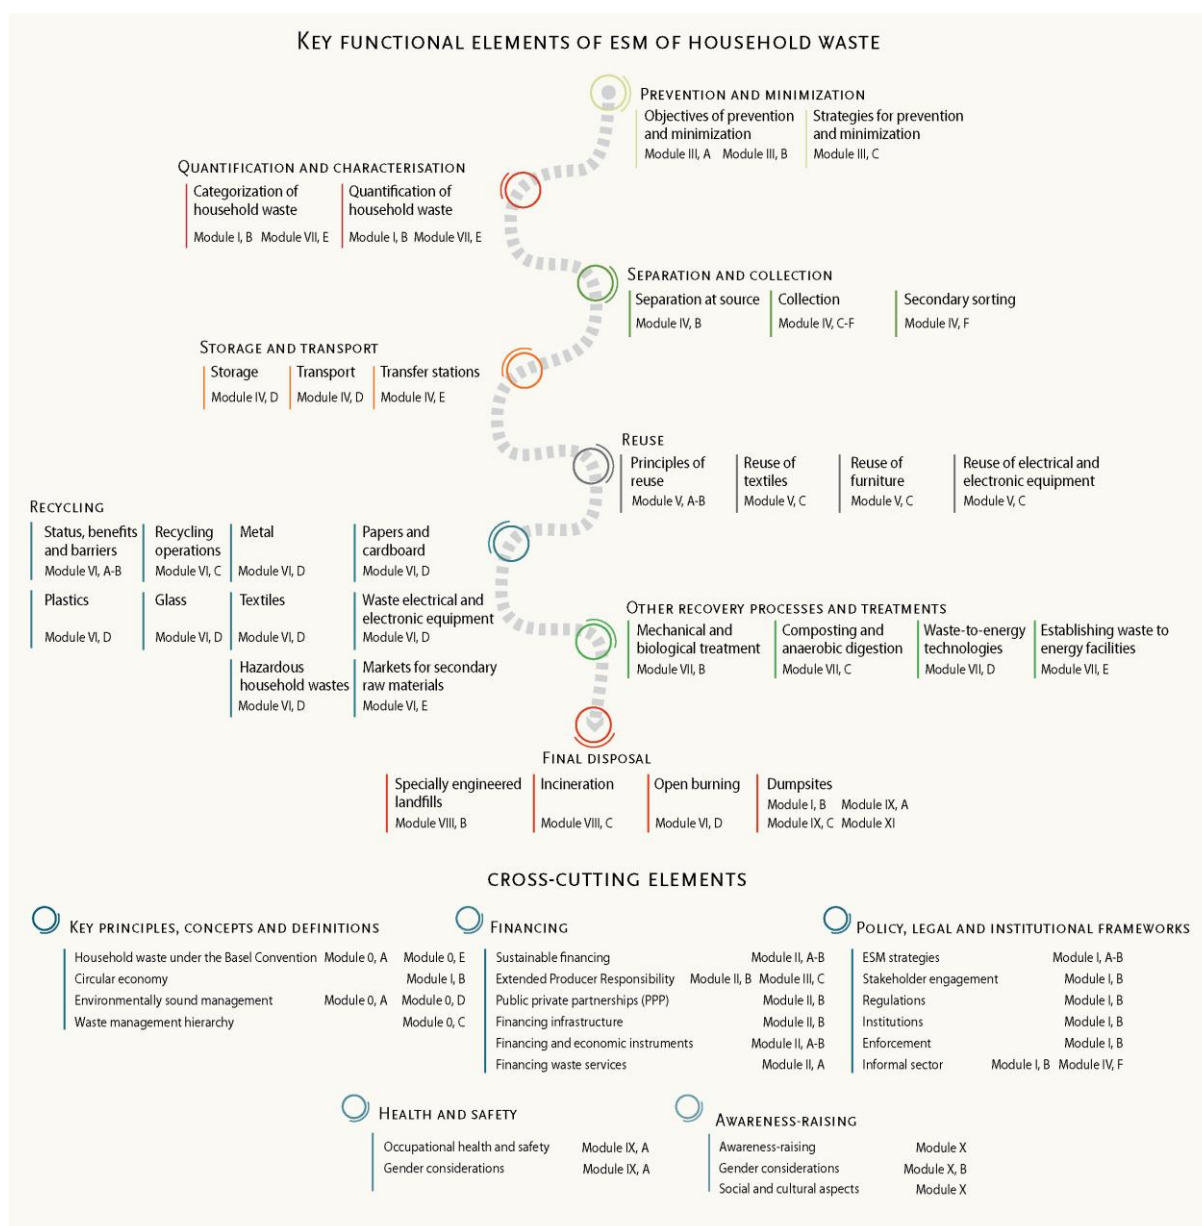 KEY FUNCTIONAL ELEMENTS OF ESM OF HOUSEHOLD WASTE
PREVENTION AND MINIMIZATION
Objectives of prevention
and minimization
Module III, A Module III, B
Strategies for prevention
and minimization
Module III, C
QUANTIFICATION AND CHARACTERISATION
Categorization of
household waste
Module I, B Module VII, E
Quantification of
household waste
Module I, B Module VII, E
SEPARATION AND COLLECTION
Separation at source
Module IV, B
Collection
Module IV, C-F
Secondary sorting
Module IV, F
STORAGE AND TRANSPORT
Storage
Module IV, D
Transport
Module IV, D
Transfer stations
Module IV, E
REUSE
Principles of
reuse
Module V, A-B
Reuse of
textiles
Module V, C
Reuse of
furniture
Module V, C
Reuse of electrical and
electronic equipment
Module V, C
RECYCLING
Status, benefits
and barriers
Module VI, A-B
Recycling
operations
Module VI, C
Metal
Module VI, D
Papers and
cardboard
Module VI, D
Plastics
Module VI, D
Glass
Module VI, D
Textiles
Module VI, D
Waste electrical and
electronic equipment
Module VI, D
Hazardous
household wastes
Module VI, D
Markets for secondary
raw materials
Module VI, E
OTHER RECOVERY PROCESSES AND TREATMENTS
Mechanical and
biological treatment
Module VII, B
Composting and
anaerobic digestion
Module VII, C
Waste-to-energy
technologies
Module VII, D
Establishing waste to
energy facilities
Module VII, E
FINAL DISPOSAL
Specially engineered
landfills
Module VIII, B
Incineration
Module VIII, C
Open burning
Module VI, D
Dumpsites
Module I, B Module IX, A
Module IX, C Module XI
CROSS-CUTTING ELEMENTS
KEY PRINCIPLES, CONCEPTS AND DEFINITIONS
Household waste under the Basel Convention Module 0, A Module 0, E
Circular economy Module I, B
Environmentally sound management Module 0, A Module 0, D
Waste management hierarchy Module 0, C
FINANCING
Sustainable financing Module II, A-B
Extended Producer Responsibility Module II, B Module III, C
Public private partnerships (PPP) Module II, B
Financing infrastructure Module II, B
Financing and economic instruments Module II, A-B
Financing waste services Module II, A
POLICY, LEGAL AND INSTITUTIONAL FRAMEWORKS
ESM strategies Module I, A-B
Stakeholder engagement Module I, B
Regulations Module I, B
Institutions Module I, B
Enforcement Module I, B
Informal sector Module I, B Module IV, F
HEALTH AND SAFETY
Occupational health and safety Module IX, A
Gender considerations Module IX, A
AWARENESS-RAISING
Awareness-raising Module X
Gender considerations Module X, B
Social and cultural aspects Module X